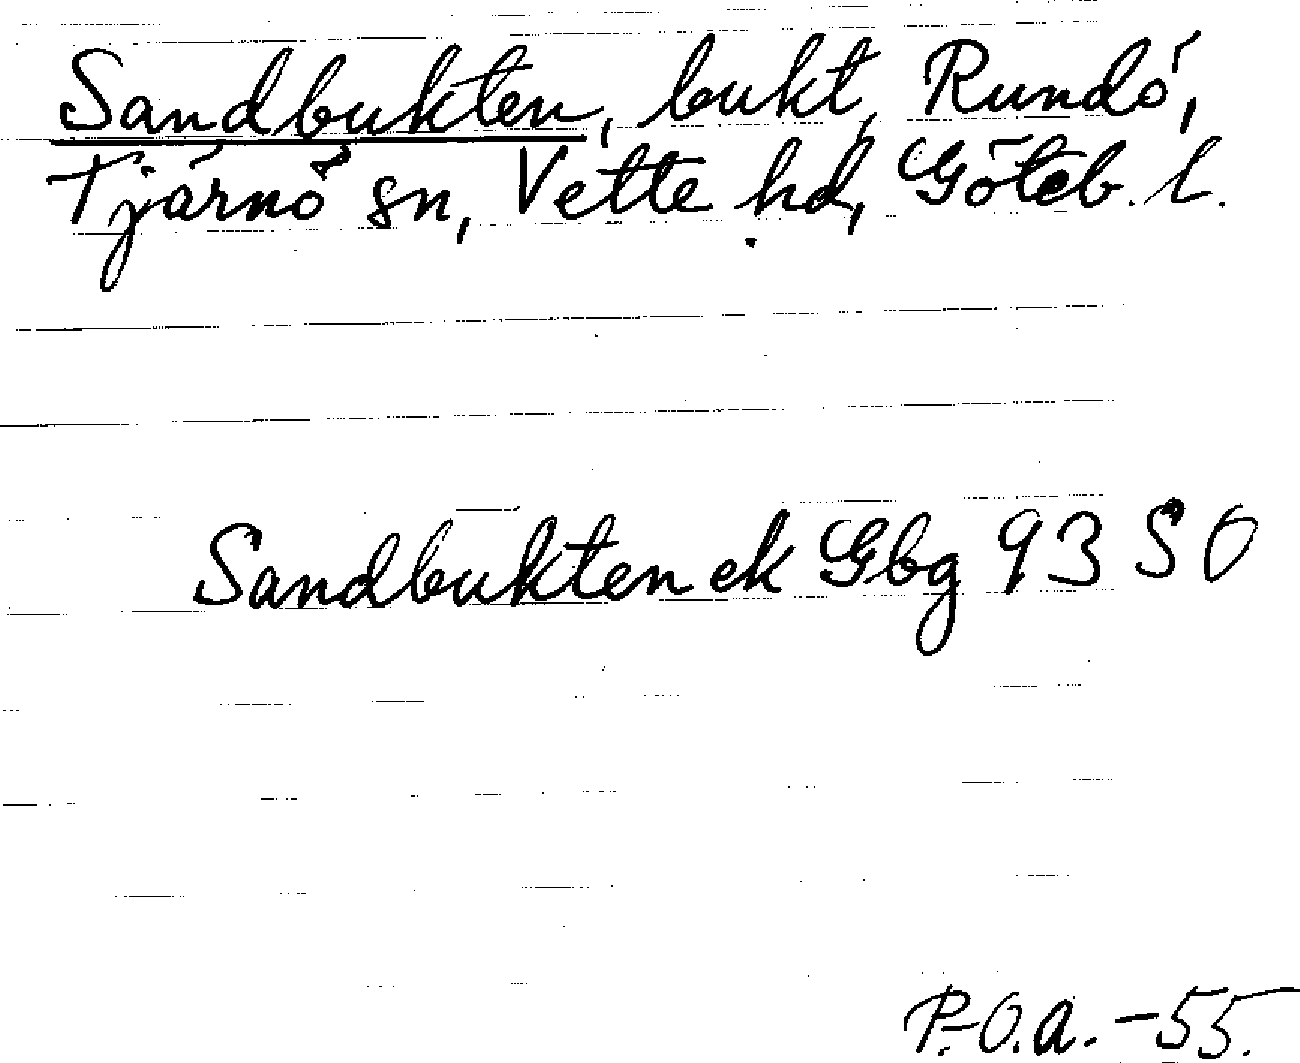 Sandbukten, bukt, Rundö,
Tjärnö sn, Vette hd, Göteb. l.
Sandbukten ek Gbg 93 SO
P.-O.a. -55.